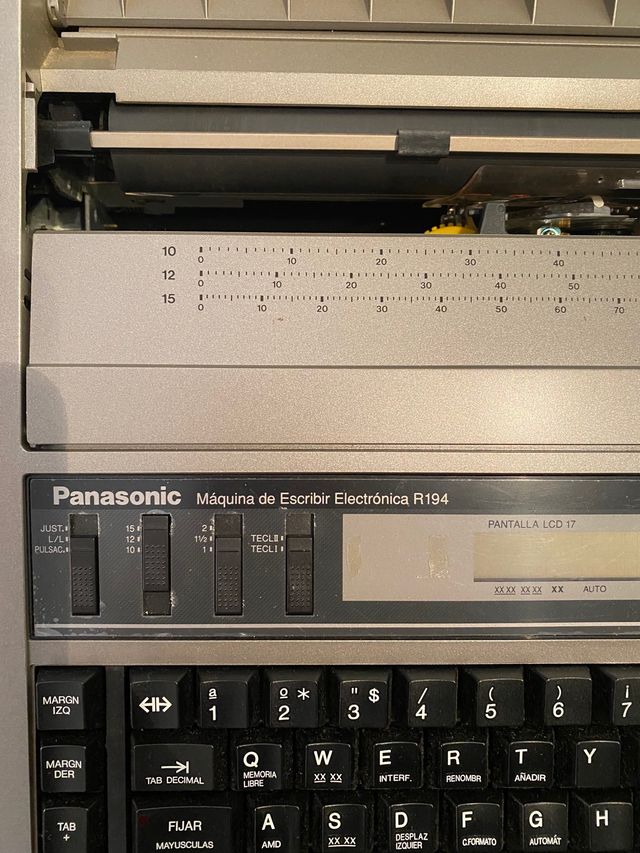 10 0 10 20 30 40
12 0 10 20 30 40 50
15 0 10 20 30 40 50 60 70
Panasonic Máquina de Escribir Electrónica R194
JUST. 15 2
L/L 12 1½ TECLII
PULSAC. 10 1 TECLI
PANTALLA LCD 17
XX XX XX XX XX AUTO
MARGN IZQ
ª 1
º * 2
" $ 3
/ 4
( 5
) 6
¡ 7
MARGN DER
TAB DECIMAL
Q MEMORIA LIBRE
W XX XX
E INTERF.
R RENOMBR
T AÑADIR
Y
TAB +
FIJAR MAYUSCULAS
A AMD
S XX XX
D DESPLAZ IZQUIER
F C.FORMATO
G AUTOMÁT
H